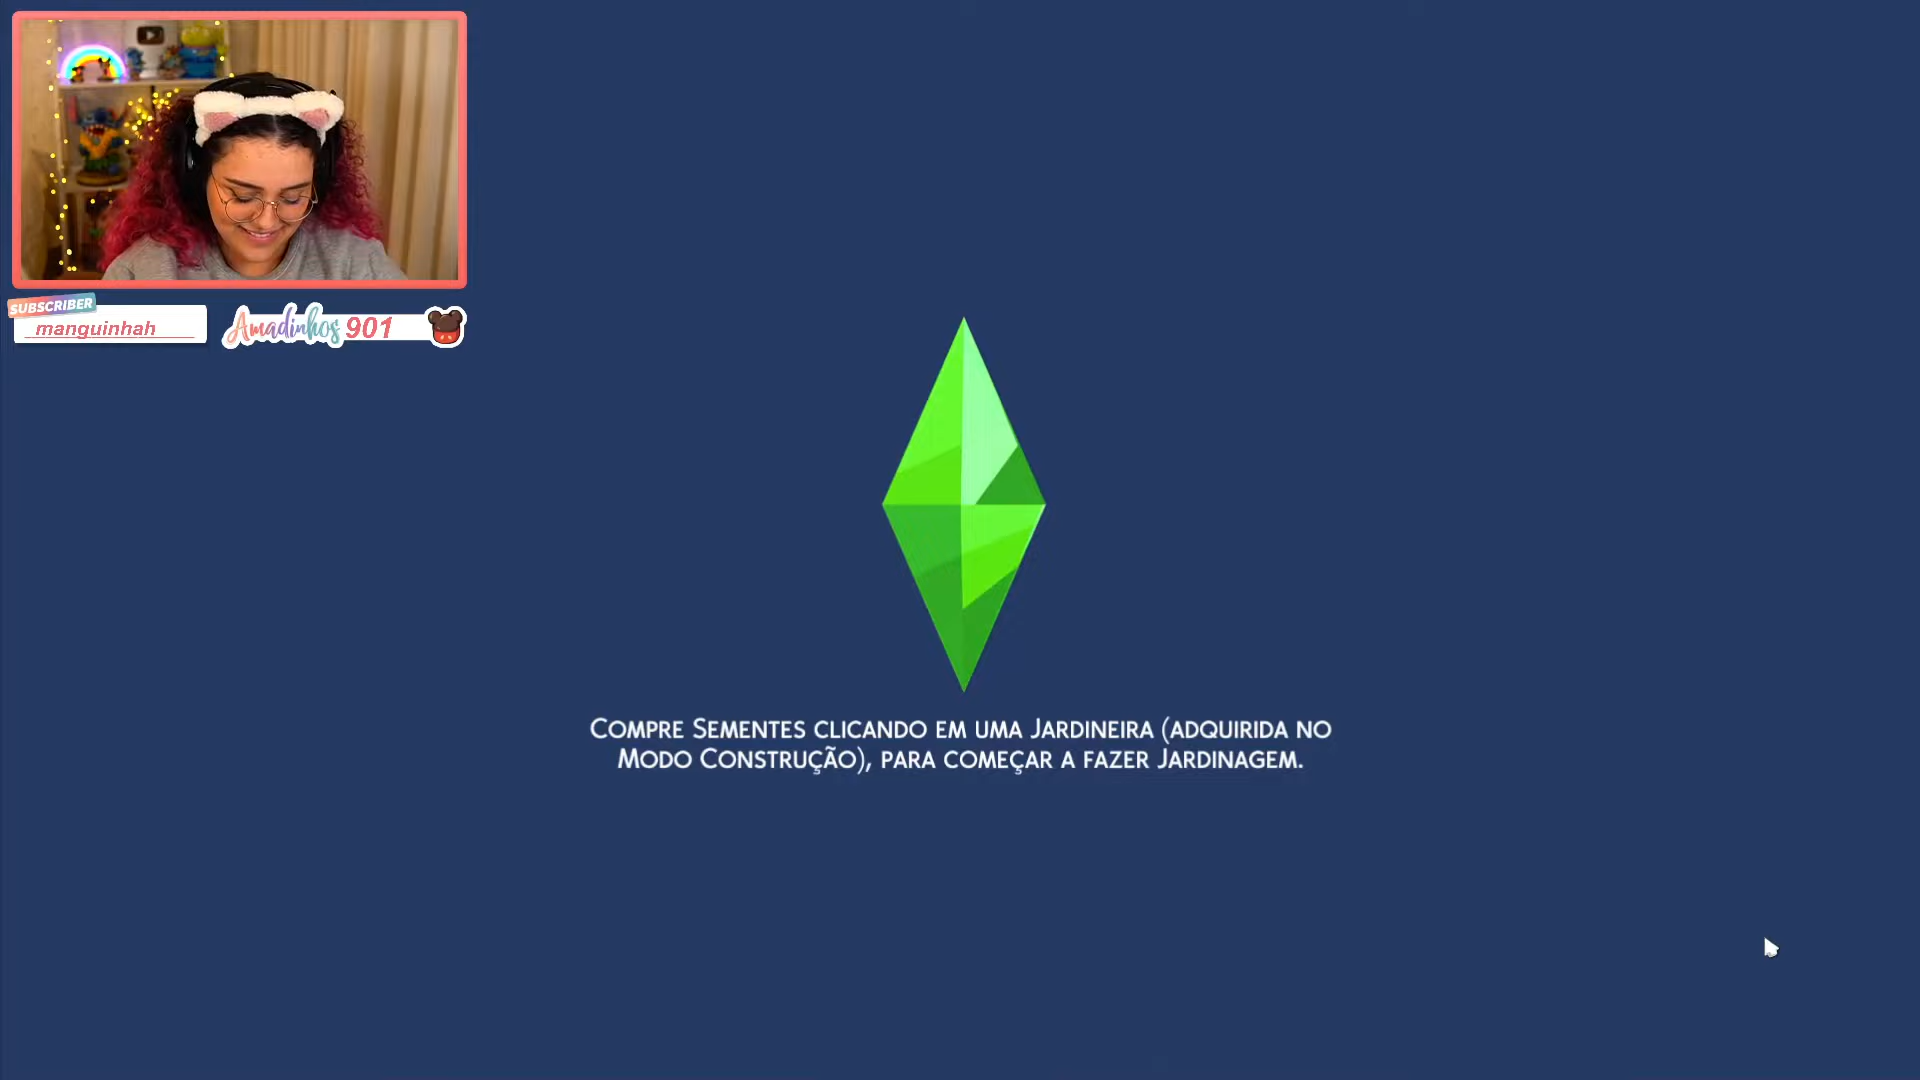 SUBSCRIBER
manguinhah
Amadinhos 901
COMPRE SEMENTES CLICANDO EM UMA JARDINEIRA (ADQUIRIDA NO
MODO CONSTRUÇÃO), PARA COMEÇAR A FAZER JARDINAGEM.